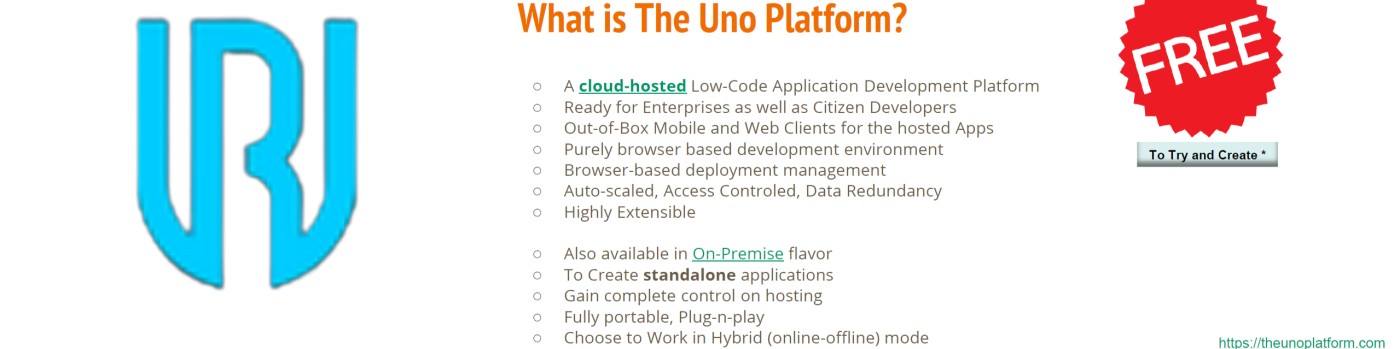 What is The Uno Platform?
A cloud-hosted Low-Code Application Development Platform
Ready for Enterprises as well as Citizen Developers
Out-of-Box Mobile and Web Clients for the hosted Apps
Purely browser based development environment
Browser-based deployment management
Auto-scaled, Access Controled, Data Redundancy
Highly Extensible
Also available in On-Premise flavor
To Create standalone applications
Gain complete control on hosting
Fully portable, Plug-n-play
Choose to Work in Hybrid (online-offline) mode
FREE
To Try and Create *
https://theunoplatform.com